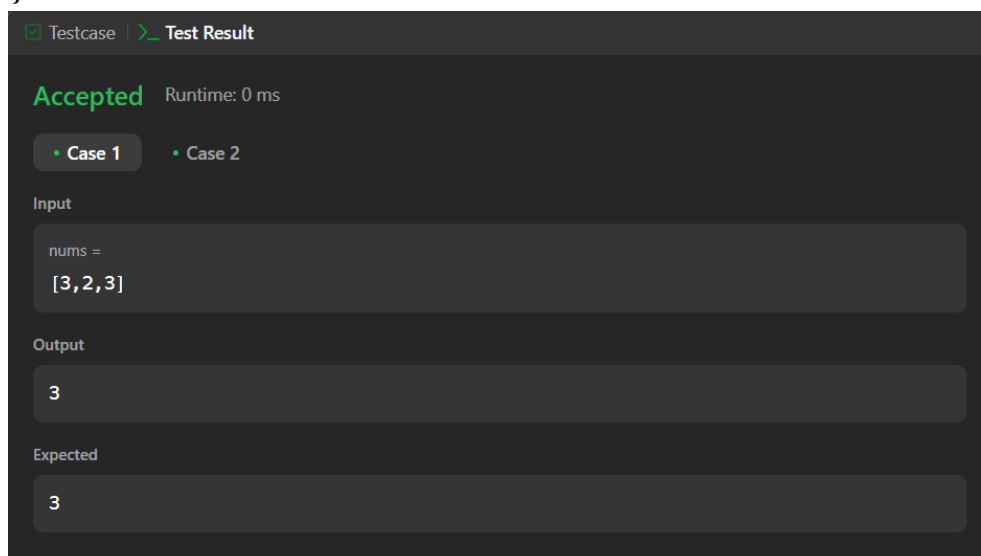 Testcase | >_ Test Result
Accepted Runtime: 0 ms
• Case 1 • Case 2
Input
nums =
[3,2,3]
Output
3
Expected
3